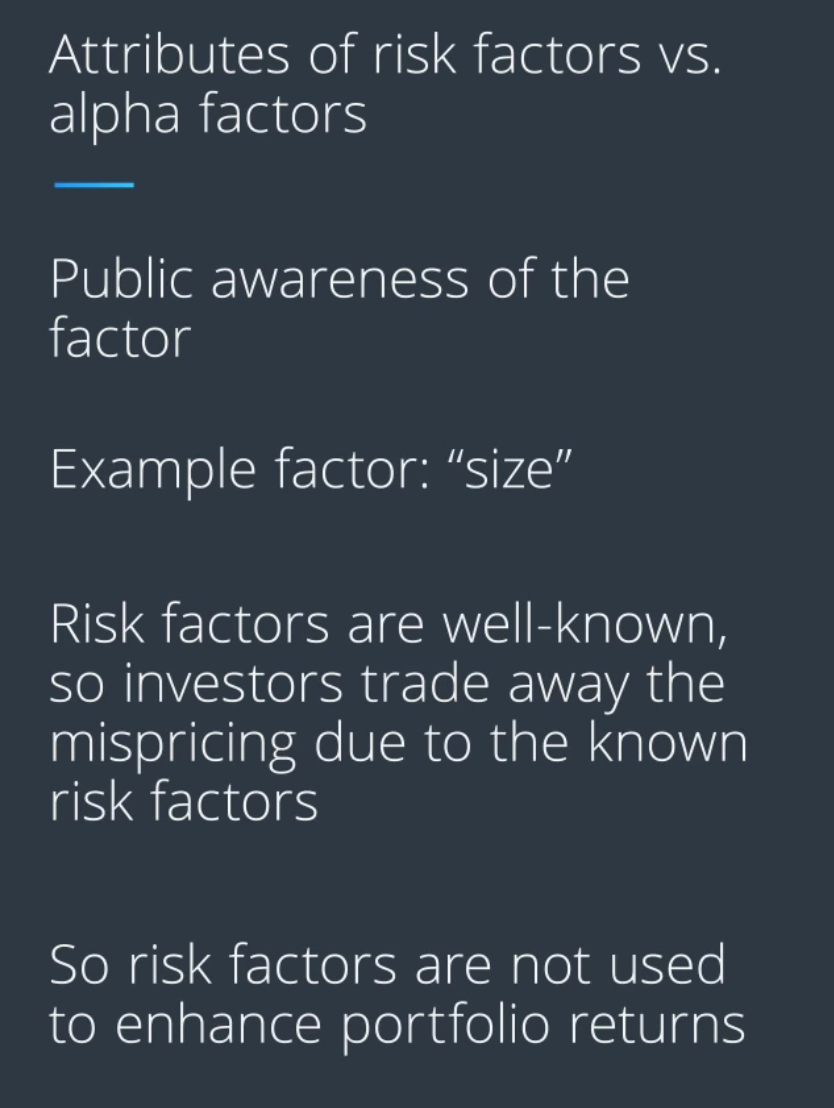 Attributes of risk factors vs.
alpha factors
Public awareness of the
factor
Example factor: “size”
Risk factors are well-known,
so investors trade away the
mispricing due to the known
risk factors
So risk factors are not used
to enhance portfolio returns